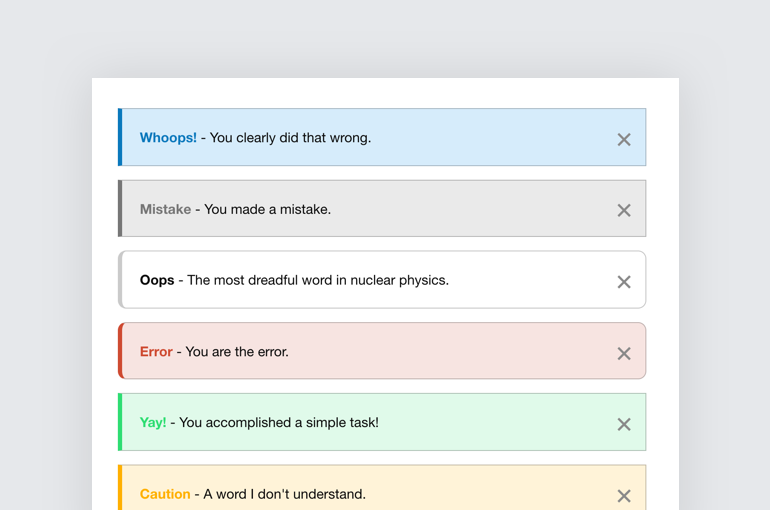 Whoops! - You clearly did that wrong.
Mistake - You made a mistake.
Oops - The most dreadful word in nuclear physics.
Error - You are the error.
Yay! - You accomplished a simple task!
Caution - A word I don't understand.